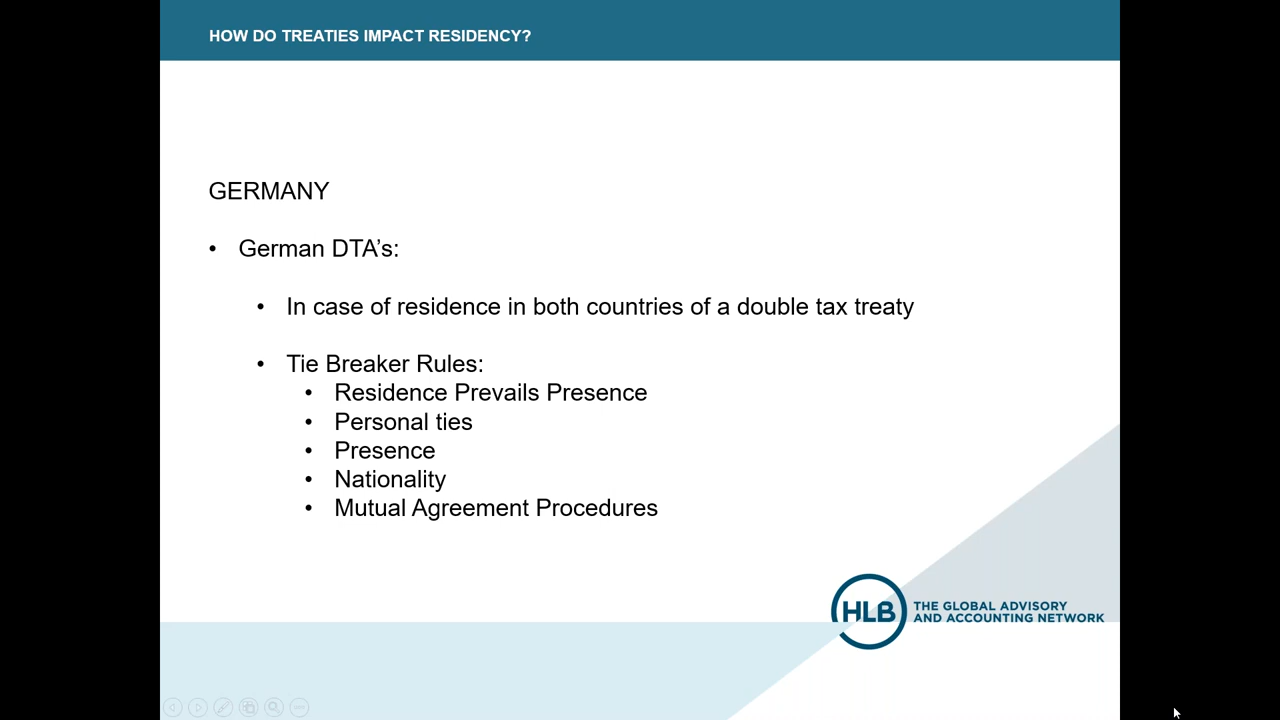 HOW DO TREATIES IMPACT RESIDENCY?
GERMANY
• German DTA's:
• In case of residence in both countries of a double tax treaty
• Tie Breaker Rules:
• Residence Prevails Presence
• Personal ties
• Presence
• Nationality
• Mutual Agreement Procedures
HLB THE GLOBAL ADVISORY
AND ACCOUNTING NETWORK